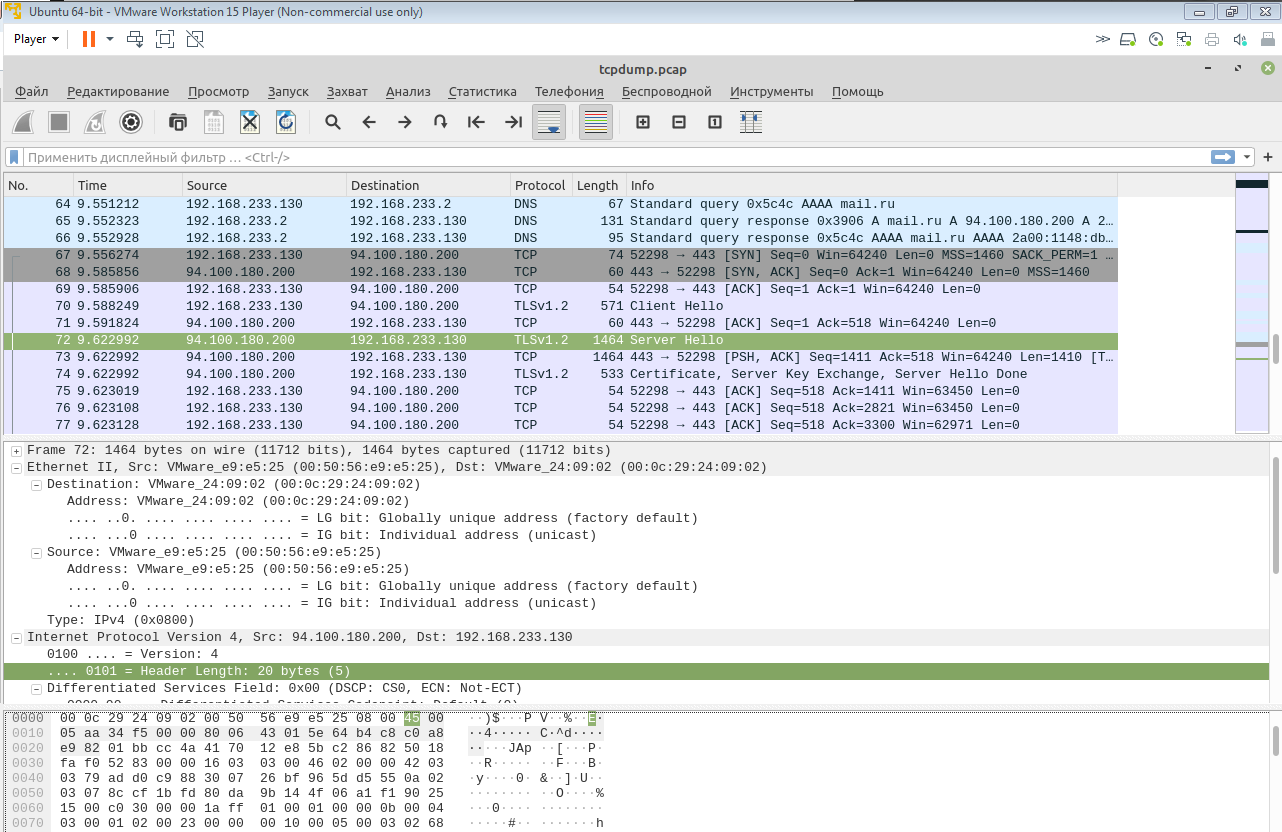 Ubuntu 64-bit - VMware Workstation 15 Player (Non-commercial use only)
Player
tcpdump.pcap
Файл Редактирование Просмотр Запуск Захват Анализ Статистика Телефония Беспроводной Инструменты Помощь
Применить дисплейный фильтр … <Ctrl-/>
No. Time Source Destination Protocol Length Info
64 9.551212 192.168.233.130 192.168.233.2 DNS 67 Standard query 0x5c4c AAAA mail.ru
65 9.552323 192.168.233.2 192.168.233.130 DNS 131 Standard query response 0x3906 A mail.ru A 94.100.180.200 A 2…
66 9.552928 192.168.233.2 192.168.233.130 DNS 95 Standard query response 0x5c4c AAAA mail.ru AAAA 2a00:1148:db…
67 9.556274 192.168.233.130 94.100.180.200 TCP 74 52298 → 443 [SYN] Seq=0 Win=64240 Len=0 MSS=1460 SACK_PERM=1 …
68 9.585856 94.100.180.200 192.168.233.130 TCP 60 443 → 52298 [SYN, ACK] Seq=0 Ack=1 Win=64240 Len=0 MSS=1460
69 9.585906 192.168.233.130 94.100.180.200 TCP 54 52298 → 443 [ACK] Seq=1 Ack=1 Win=64240 Len=0
70 9.588249 192.168.233.130 94.100.180.200 TLSv1.2 571 Client Hello
71 9.591824 94.100.180.200 192.168.233.130 TCP 60 443 → 52298 [ACK] Seq=1 Ack=518 Win=64240 Len=0
72 9.622992 94.100.180.200 192.168.233.130 TLSv1.2 1464 Server Hello
73 9.622992 94.100.180.200 192.168.233.130 TCP 1464 443 → 52298 [PSH, ACK] Seq=1411 Ack=518 Win=64240 Len=1410 [T…
74 9.622992 94.100.180.200 192.168.233.130 TLSv1.2 533 Certificate, Server Key Exchange, Server Hello Done
75 9.623019 192.168.233.130 94.100.180.200 TCP 54 52298 → 443 [ACK] Seq=518 Ack=1411 Win=63450 Len=0
76 9.623108 192.168.233.130 94.100.180.200 TCP 54 52298 → 443 [ACK] Seq=518 Ack=2821 Win=63450 Len=0
77 9.623128 192.168.233.130 94.100.180.200 TCP 54 52298 → 443 [ACK] Seq=518 Ack=3300 Win=62971 Len=0
Frame 72: 1464 bytes on wire (11712 bits), 1464 bytes captured (11712 bits)
Ethernet II, Src: VMware_e9:e5:25 (00:50:56:e9:e5:25), Dst: VMware_24:09:02 (00:0c:29:24:09:02)
Destination: VMware_24:09:02 (00:0c:29:24:09:02)
Address: VMware_24:09:02 (00:0c:29:24:09:02)
.... ..0. .... .... .... .... = LG bit: Globally unique address (factory default)
.... ...0 .... .... .... .... = IG bit: Individual address (unicast)
Source: VMware_e9:e5:25 (00:50:56:e9:e5:25)
Address: VMware_e9:e5:25 (00:50:56:e9:e5:25)
.... ..0. .... .... .... .... = LG bit: Globally unique address (factory default)
.... ...0 .... .... .... .... = IG bit: Individual address (unicast)
Type: IPv4 (0x0800)
Internet Protocol Version 4, Src: 94.100.180.200, Dst: 192.168.233.130
0100 .... = Version: 4
.... 0101 = Header Length: 20 bytes (5)
Differentiated Services Field: 0x00 (DSCP: CS0, ECN: Not-ECT)
0000 00 0c 29 24 09 02 00 50 56 e9 e5 25 08 00 45 00 ··)$···P V··%··E·
0010 05 aa 34 f5 00 00 80 06 43 01 5e 64 b4 c8 c0 a8 ··4····· C·^d····
0020 e9 82 01 bb cc 4a 41 70 12 e8 5b c2 86 82 50 18 ·····JAp ··[···P·
0030 fa f0 52 83 00 00 16 03 03 00 46 02 00 00 42 03 ··R····· ··F···B·
0040 03 79 ad d0 c9 88 30 07 26 bf 96 5d d5 55 0a 02 ·y····0· &··]·U··
0050 03 07 8c cf 1b fd 80 da 9b 14 4f 06 a1 f1 90 25 ········ ··O····%
0060 15 00 c0 30 00 00 1a ff 01 00 01 00 00 0b 00 04 ···0···· ········
0070 03 00 01 02 00 23 00 00 00 10 00 05 00 03 02 68 ·····#·· ·······h